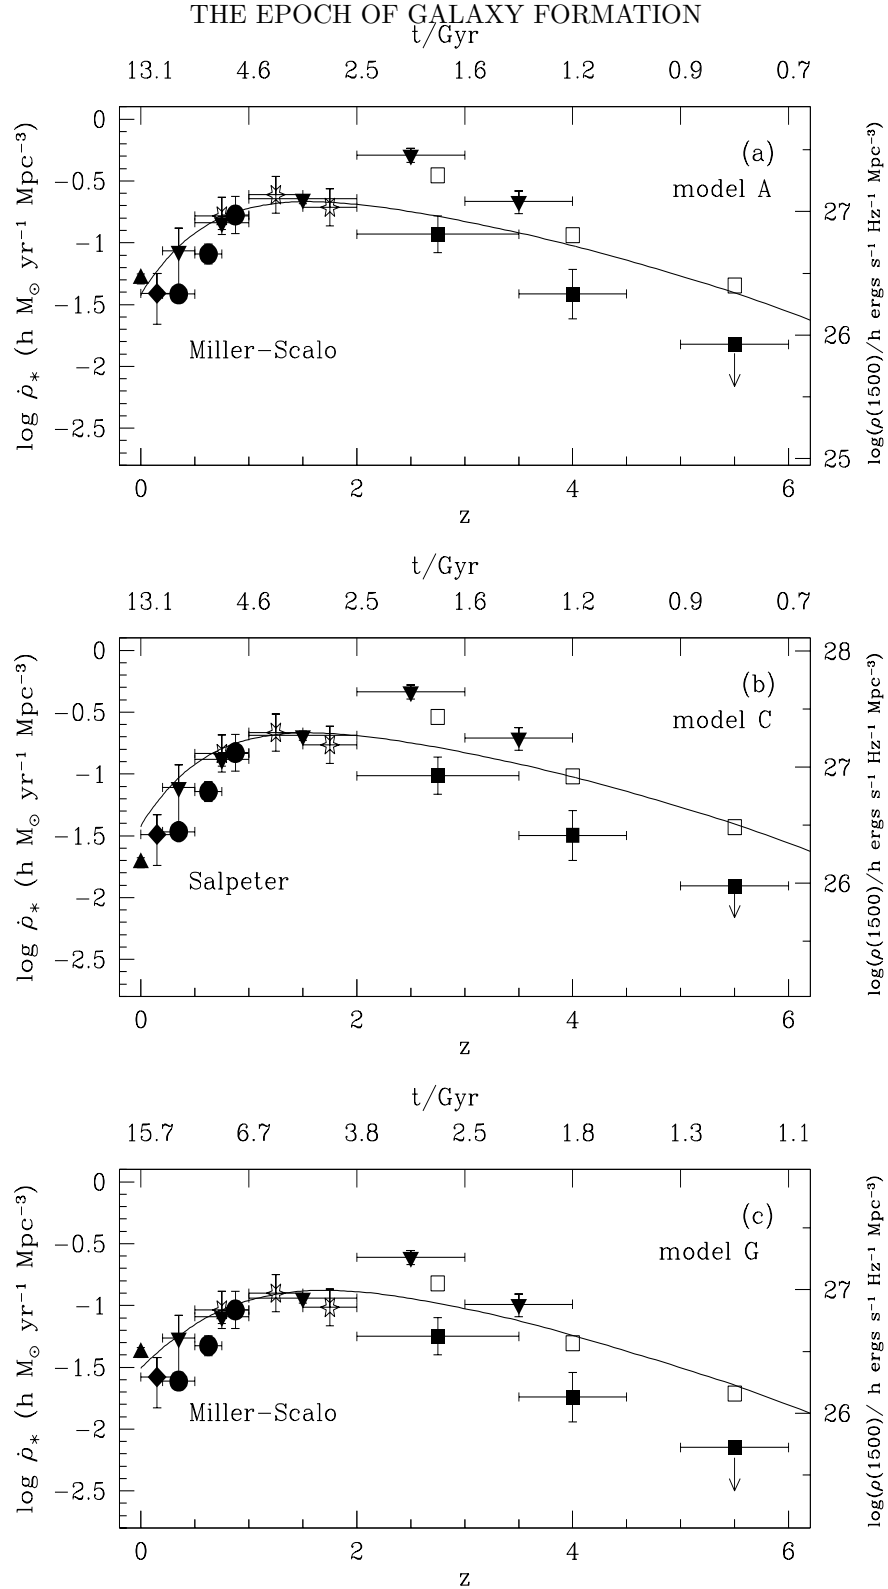 THE EPOCH OF GALAXY FORMATION
t/Gyr
13.1 4.6 2.5 1.6 1.2 0.9 0.7
(a)
model A
Miller−Scalo
0
−0.5
−1
−1.5
−2
−2.5
log ρ̇* (h M⊙ yr−1 Mpc−3)
27
26
25
log(ρ(1500)/h ergs s−1 Hz−1 Mpc−3)
0 2 4 6
z
t/Gyr
13.1 4.6 2.5 1.6 1.2 0.9 0.7
(b)
model C
Salpeter
0
−0.5
−1
−1.5
−2
−2.5
log ρ̇* (h M⊙ yr−1 Mpc−3)
28
27
26
log(ρ(1500)/h ergs s−1 Hz−1 Mpc−3)
0 2 4 6
z
t/Gyr
15.7 6.7 3.8 2.5 1.8 1.3 1.1
(c)
model G
Miller−Scalo
0
−0.5
−1
−1.5
−2
−2.5
log ρ̇* (h M⊙ yr−1 Mpc−3)
27
26
log(ρ(1500)/ h ergs s−1 Hz−1 Mpc−3)
0 2 4 6
z